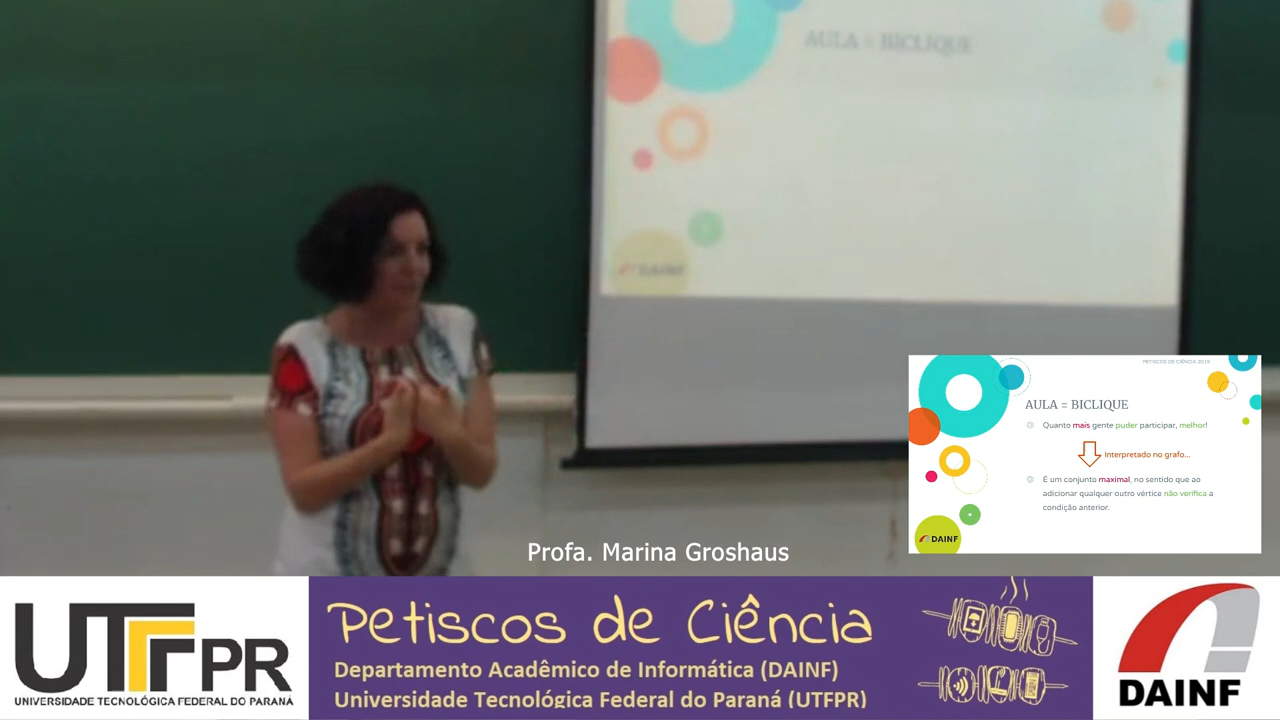 AULA = BICLIQUE
DAINF
PETISCOS DE CIÊNCIA 2019
AULA = BICLIQUE
Quanto mais gente puder participar, melhor!
Interpretado no grafo...
É um conjunto maximal, no sentido que ao
adicionar qualquer outro vértice não verifica a
condição anterior.
DAINF
Profa. Marina Groshaus
UTFPR
UNIVERSIDADE TECNOLÓGICA FEDERAL DO PARANÁ
Petiscos de Ciência
Departamento Acadêmico de Informática (DAINF)
Universidade Tecnológica Federal do Paraná (UTFPR)
DAINF